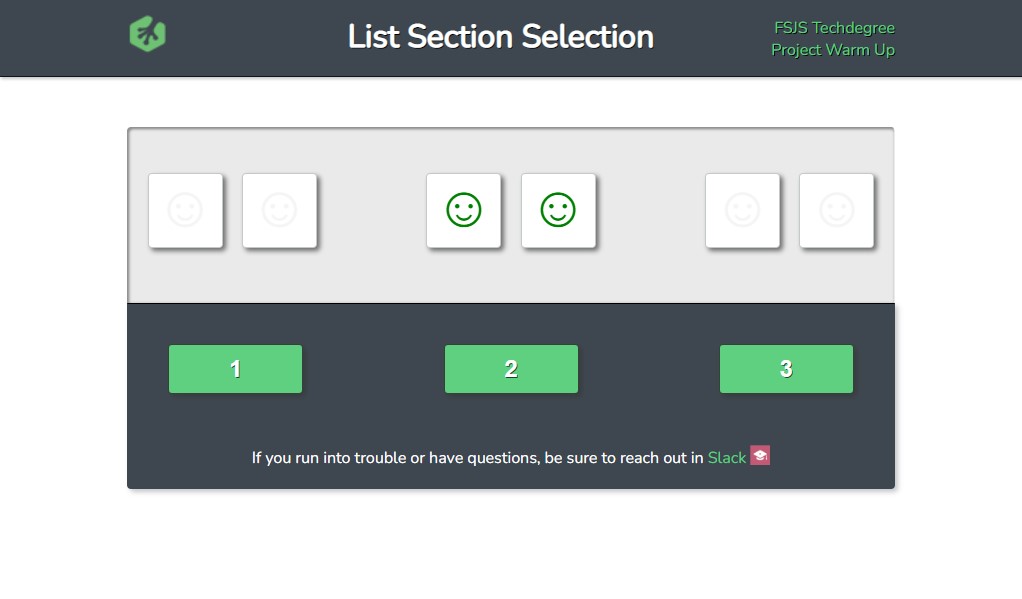 List Section Selection
FSJS Techdegree
Project Warm Up
1
2
3
If you run into trouble or have questions, be sure to reach out in Slack